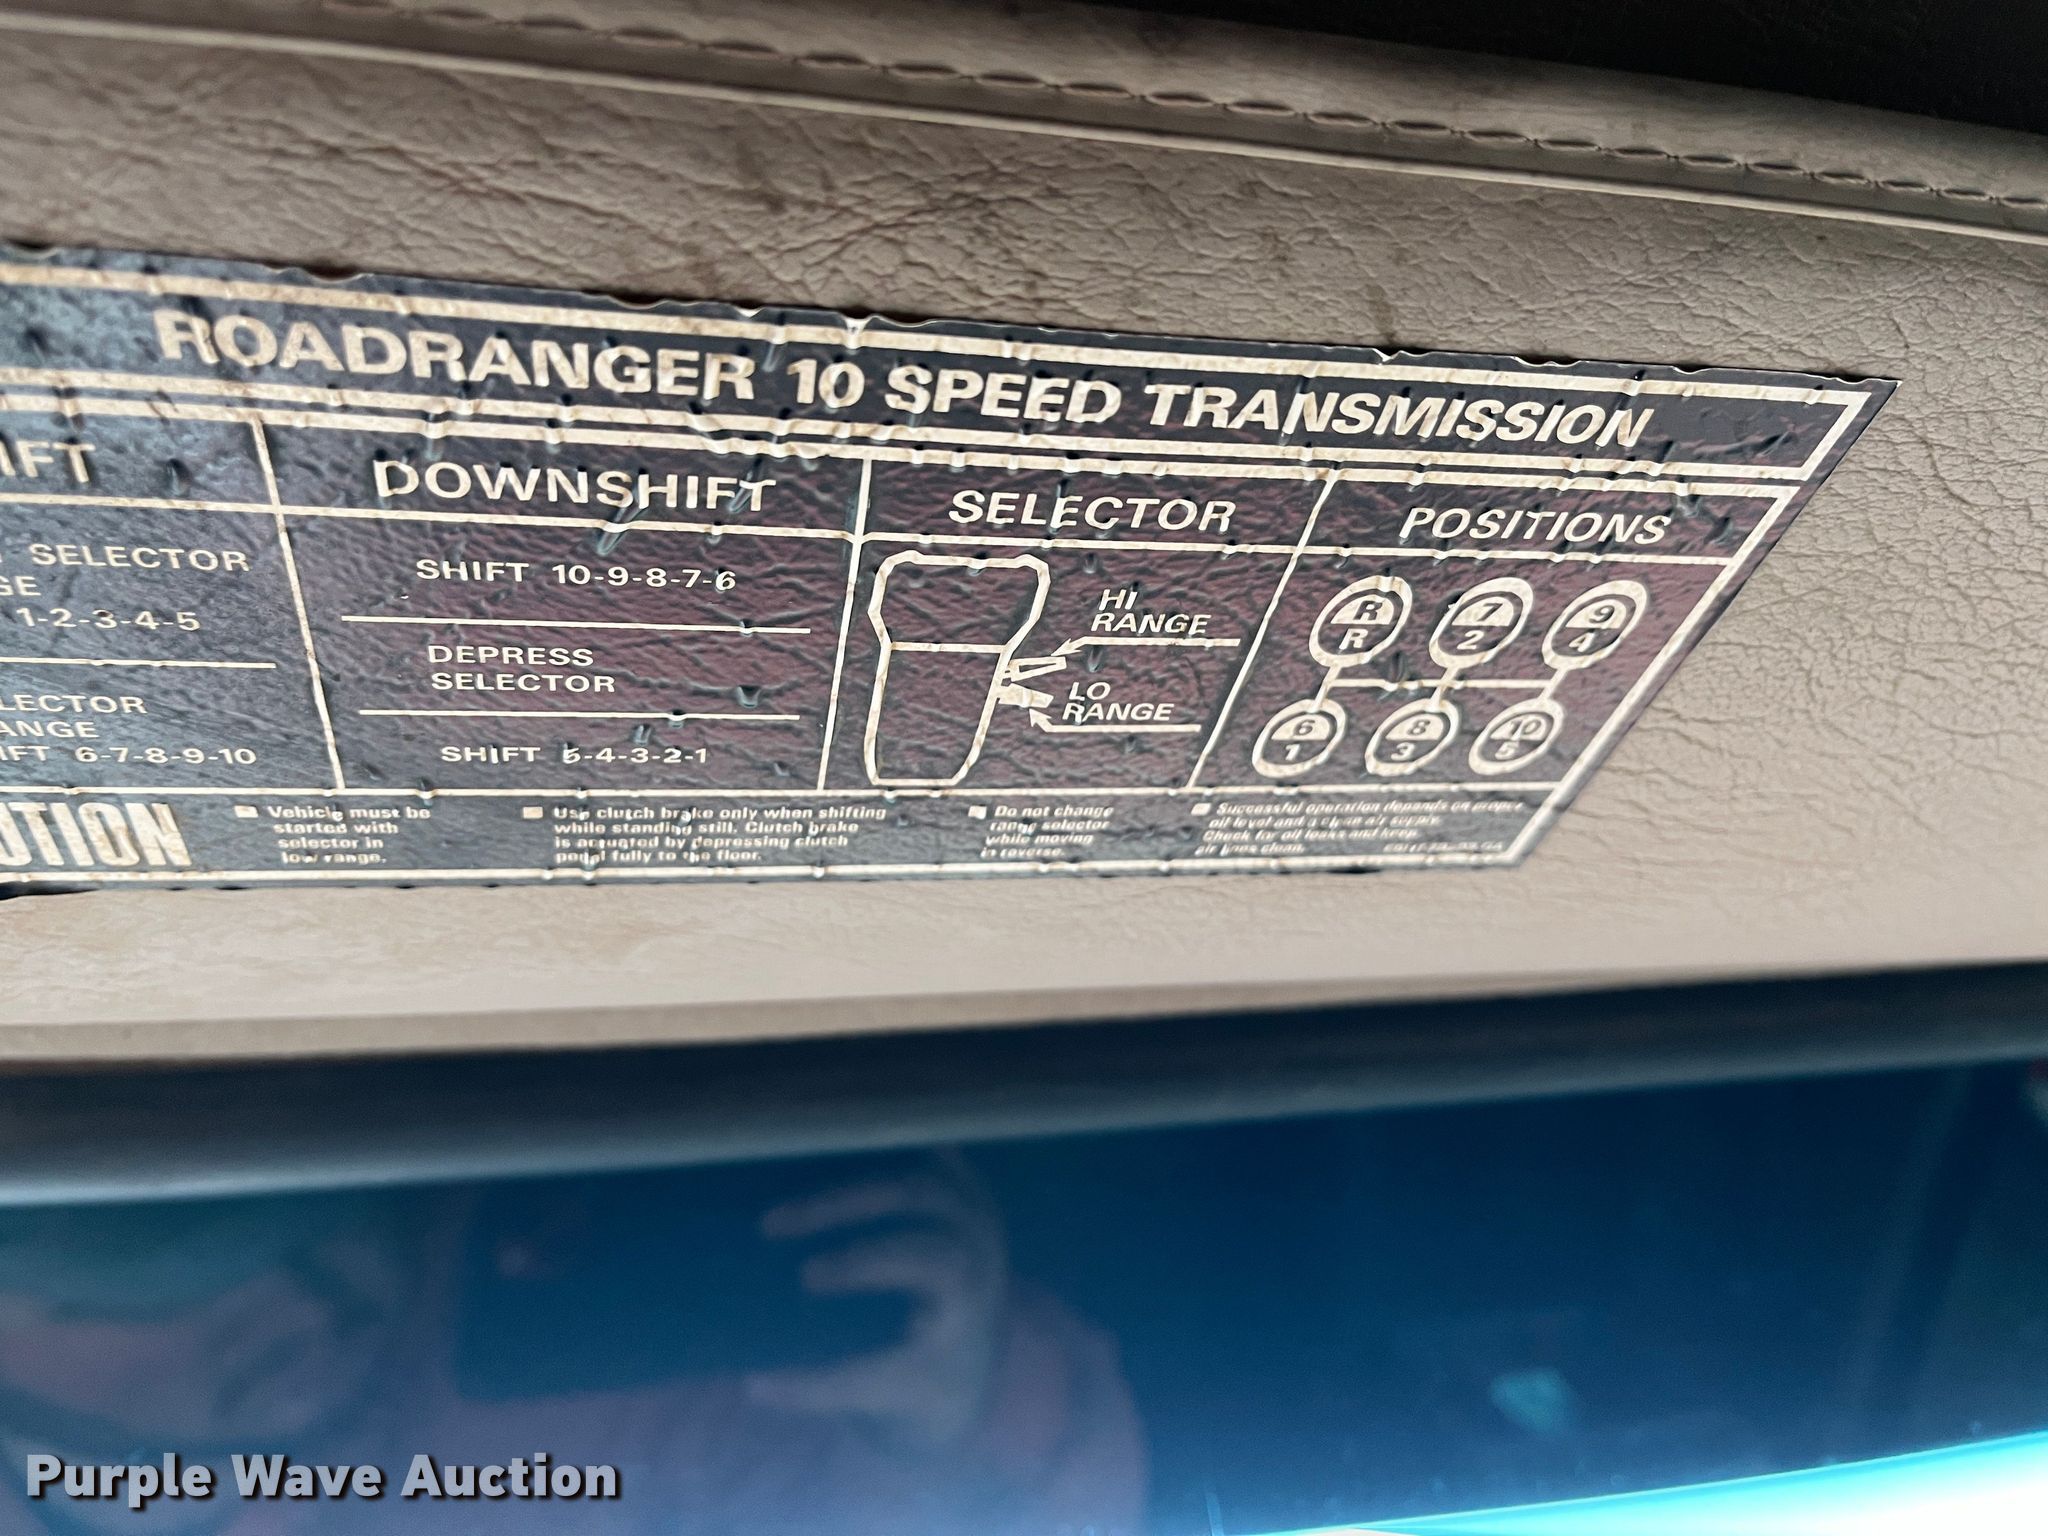 ROADRANGER 10 SPEED TRANSMISSION
IFT
SELECTOR
GE
1-2-3-4-5
LECTOR
ANGE
IFT 6-7-8-9-10
DOWNSHIFT
SHIFT 10-9-8-7-6
DEPRESS
SELECTOR
SHIFT 5-4-3-2-1
SELECTOR
HI
RANGE
LO
RANGE
POSITIONS
R 7 9
R 2 4
6 8 10
1 3 5
UTION
Vehicle must be
started with
selector in
low range.
Use clutch brake only when shifting
while standing still. Clutch brake
is actuated by depressing clutch
pedal fully to the floor.
Do not change
range selector
while moving
in reverse.
Successful operation depends on proper
oil level and a clean air supply.
Check for oil leaks and keep
air lines clean.
Purple Wave Auction